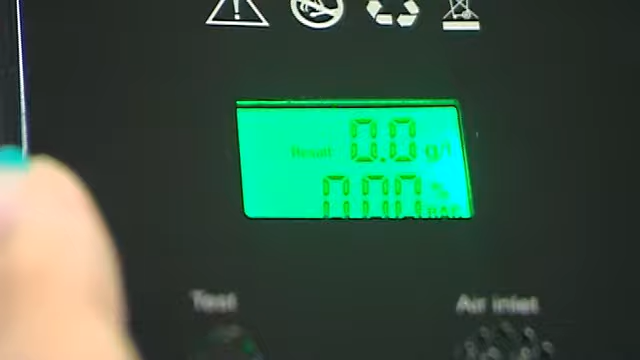 Result 0.0 g/l
0.00 % BAC
Test
Air inlet